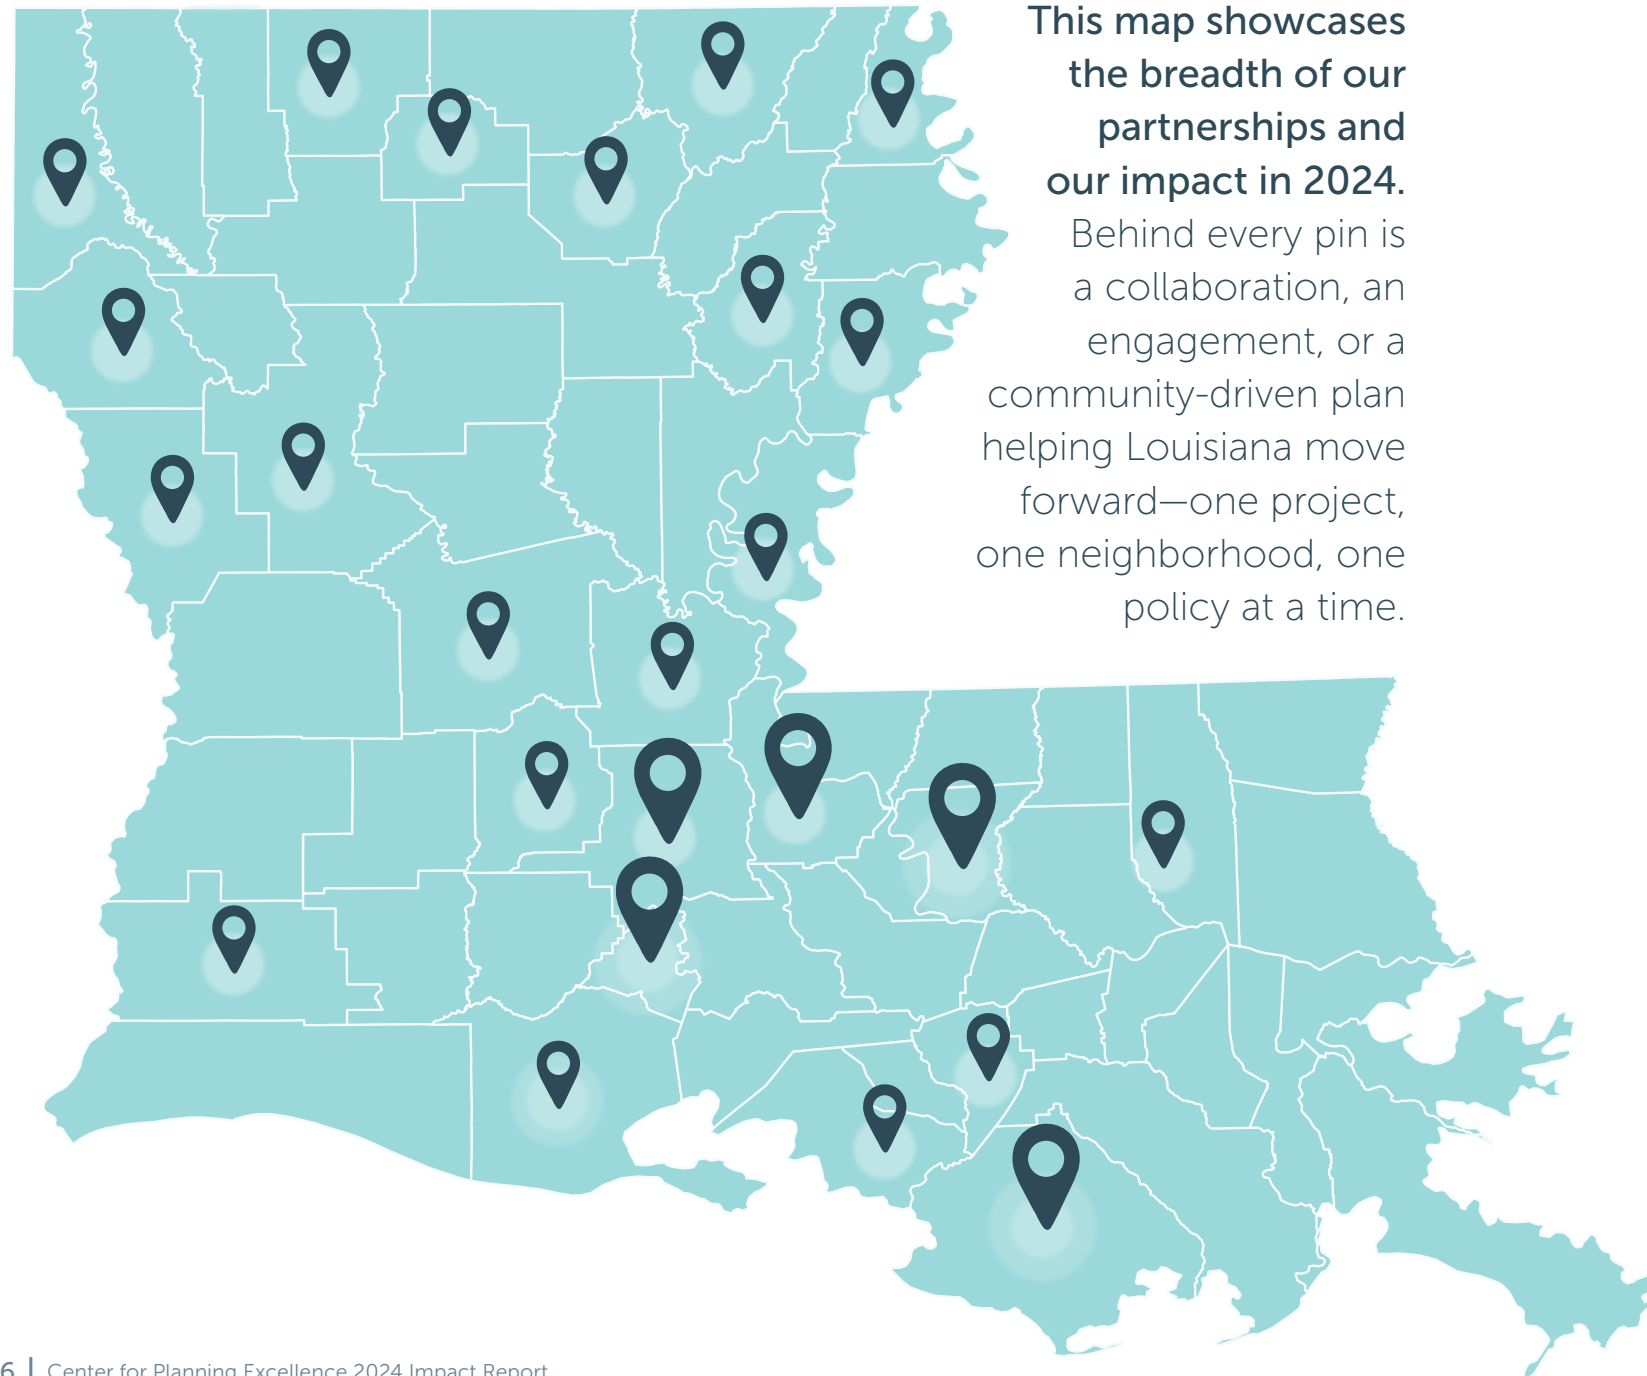 This map showcases
the breadth of our
partnerships and
our impact in 2024.
Behind every pin is
a collaboration, an
engagement, or a
community-driven plan
helping Louisiana move
forward—one project,
one neighborhood, one
policy at a time.
6 | Center for Planning Excellence 2024 Impact Report